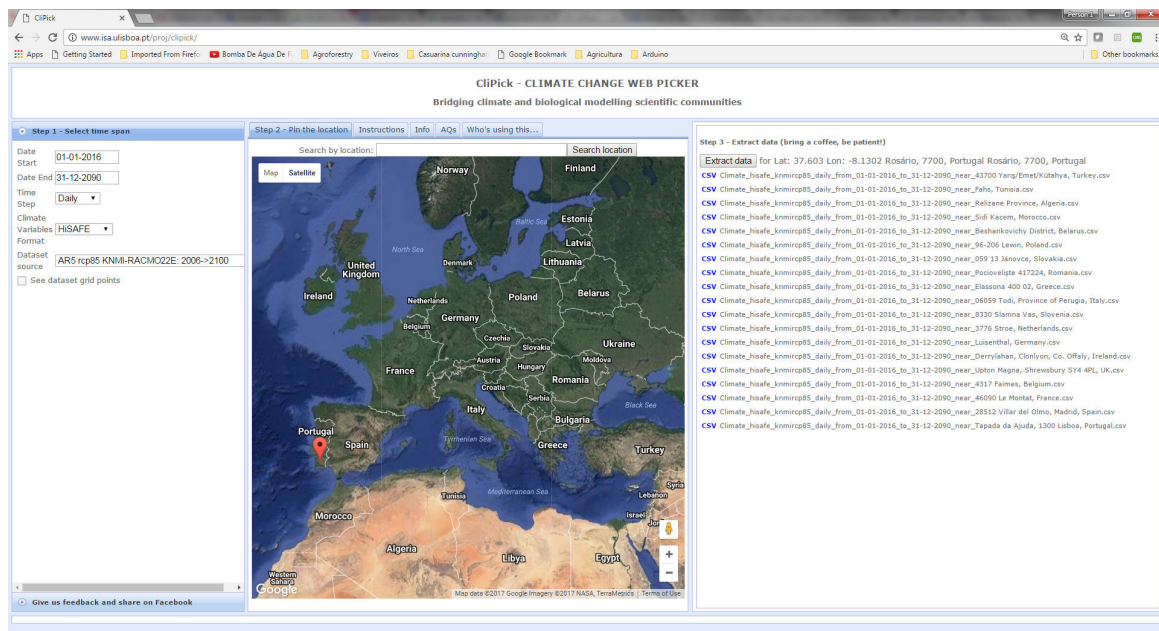 CliPick
Person 1
www.isa.ulisboa.pt/proj/clipick/
Apps Getting Started Imported From Firefo Bomba De Água De F Agroforestry Viveiros Casuarina cunningha Google Bookmark Agricultura Arduino Other bookmarks
CliPick - CLIMATE CHANGE WEB PICKER
Bridging climate and biological modelling scientific communities
Step 1 - Select time span
Date Start 01-01-2016
Date End 31-12-2090
Time Step Daily
Climate Variables Format HiSAFE
Dataset source AR5 rcp85 KNMI-RACMO22E: 2006->2100
See dataset grid points
Give us feedback and share on Facebook
Step 2 - Pin the location Instructions Info AQs Who's using this...
Search by location: Search location
Map Satellite
Norway
Finland
Baltic Sea
Estonia
North Sea
Latvia
Denmark
Lithuania
United Kingdom
Ireland
Netherlands
Poland
Belarus
Germany
Belgium
Czechia
Slovakia
Ukraine
Austria
Hungary
Moldova
France
Romania
Croatia
Serbia
Black Sea
Italy
Bulgaria
Portugal
Spain
Tyrrhenian Sea
Greece
Turkey
Syria
Tunisia
Mediterranean Sea
Lebanon
Israel
Morocco
Jor
Algeria
Libya
Egypt
Western Sahara
Google
Map data ©2017 Google Imagery ©2017 NASA, TerraMetrics Terms of Use
Step 3 - Extract data (bring a coffee, be patient!)
Extract data for Lat: 37.603 Lon: -8.1302 Rosário, 7700, Portugal Rosário, 7700, Portugal
CSV Climate_hisafe_knmircp85_daily_from_01-01-2016_to_31-12-2090_near_43700 Yarış/Emet/Kütahya, Turkey.csv
CSV Climate_hisafe_knmircp85_daily_from_01-01-2016_to_31-12-2090_near_Fahs, Tunisia.csv
CSV Climate_hisafe_knmircp85_daily_from_01-01-2016_to_31-12-2090_near_Relizane Province, Algeria.csv
CSV Climate_hisafe_knmircp85_daily_from_01-01-2016_to_31-12-2090_near_Sidi Kacem, Morocco.csv
CSV Climate_hisafe_knmircp85_daily_from_01-01-2016_to_31-12-2090_near_Beshankovichy District, Belarus.csv
CSV Climate_hisafe_knmircp85_daily_from_01-01-2016_to_31-12-2090_near_96-206 Lewin, Poland.csv
CSV Climate_hisafe_knmircp85_daily_from_01-01-2016_to_31-12-2090_near_059 13 Jánovce, Slovakia.csv
CSV Climate_hisafe_knmircp85_daily_from_01-01-2016_to_31-12-2090_near_Pocioveliște 417224, Romania.csv
CSV Climate_hisafe_knmircp85_daily_from_01-01-2016_to_31-12-2090_near_Elassona 400 02, Greece.csv
CSV Climate_hisafe_knmircp85_daily_from_01-01-2016_to_31-12-2090_near_06059 Todi, Province of Perugia, Italy.csv
CSV Climate_hisafe_knmircp85_daily_from_01-01-2016_to_31-12-2090_near_8330 Slamna Vas, Slovenia.csv
CSV Climate_hisafe_knmircp85_daily_from_01-01-2016_to_31-12-2090_near_3776 Stroe, Netherlands.csv
CSV Climate_hisafe_knmircp85_daily_from_01-01-2016_to_31-12-2090_near_Luisenthal, Germany.csv
CSV Climate_hisafe_knmircp85_daily_from_01-01-2016_to_31-12-2090_near_Derrylahan, Clonlyon, Co. Offaly, Ireland.csv
CSV Climate_hisafe_knmircp85_daily_from_01-01-2016_to_31-12-2090_near_Upton Magna, Shrewsbury SY4 4PL, UK.csv
CSV Climate_hisafe_knmircp85_daily_from_01-01-2016_to_31-12-2090_near_4317 Faimes, Belgium.csv
CSV Climate_hisafe_knmircp85_daily_from_01-01-2016_to_31-12-2090_near_46090 Le Montat, France.csv
CSV Climate_hisafe_knmircp85_daily_from_01-01-2016_to_31-12-2090_near_28512 Villar del Olmo, Madrid, Spain.csv
CSV Climate_hisafe_knmircp85_daily_from_01-01-2016_to_31-12-2090_near_Tapada da Ajuda, 1300 Lisboa, Portugal.csv